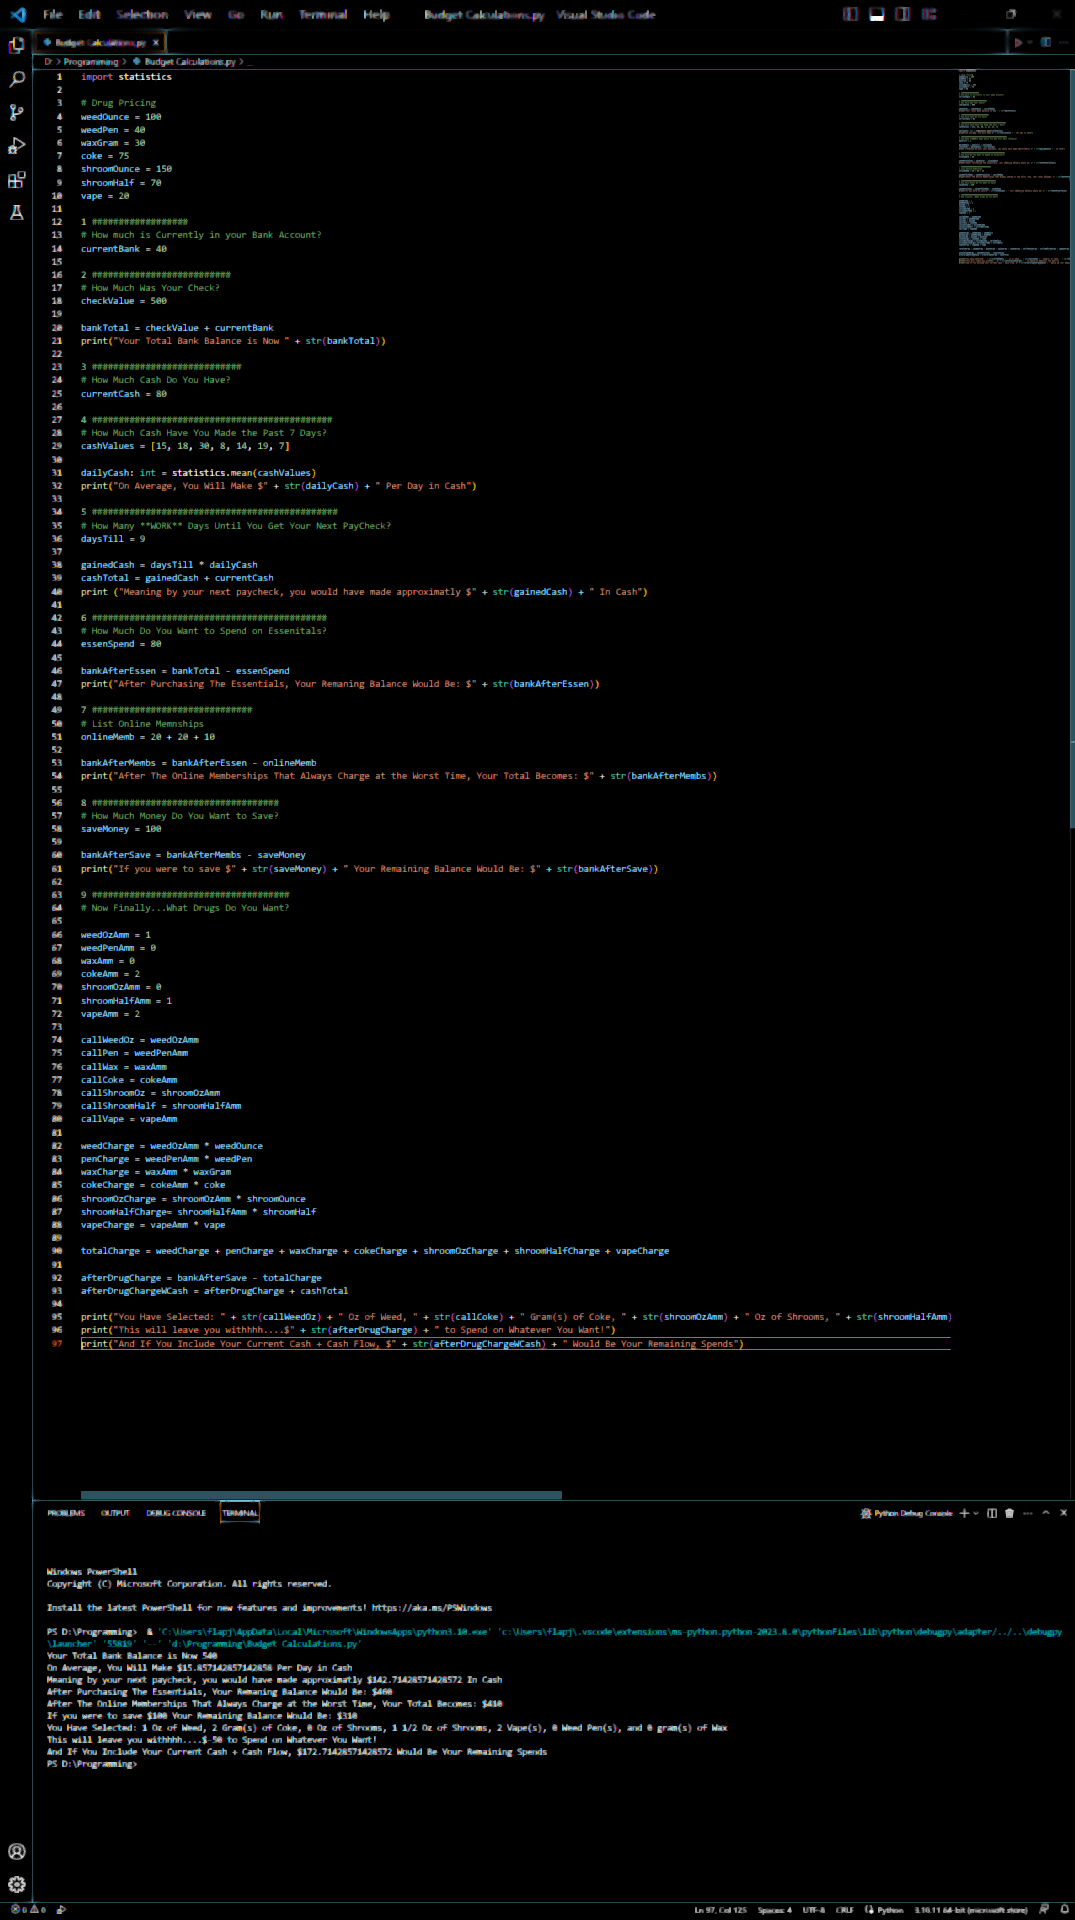 File Edit Selection View Go Run Terminal Help Budget Calculations.py Visual Studio Code
Budget Calculations.py ×
D: > Programming > Budget Calculations.py > ...
1 import statistics
2
3 # Drug Pricing
4 weedOunce = 100
5 weedPen = 40
6 waxGram = 30
7 coke = 75
8 shroomOunce = 150
9 shroomHalf = 70
10 vape = 20
11
12 1 ##################
13 # How much is Currently in your Bank Account?
14 currentBank = 40
15
16 2 ##########################
17 # How Much Was Your Check?
18 checkValue = 500
19
20 bankTotal = checkValue + currentBank
21 print("Your Total Bank Balance is Now " + str(bankTotal))
22
23 3 ############################
24 # How Much Cash Do You Have?
25 currentCash = 80
26
27 4 #############################################
28 # How Much Cash Have You Made the Past 7 Days?
29 cashValues = [15, 18, 30, 8, 14, 19, 7]
30
31 dailyCash: int = statistics.mean(cashValues)
32 print("On Average, You Will Make $" + str(dailyCash) + " Per Day in Cash")
33
34 5 ##############################################
35 # How Many **WORK** Days Until You Get Your Next PayCheck?
36 daysTill = 9
37
38 gainedCash = daysTill * dailyCash
39 cashTotal = gainedCash + currentCash
40 print ("Meaning by your next paycheck, you would have made approximatly $" + str(gainedCash) + " In Cash")
41
42 6 ############################################
43 # How Much Do You Want to Spend on Essenitals?
44 essenSpend = 80
45
46 bankAfterEssen = bankTotal - essenSpend
47 print("After Purchasing The Essentials, Your Remaning Balance Would Be: $" + str(bankAfterEssen))
48
49 7 ##############################
50 # List Online Memnships
51 onlineMemb = 20 + 20 + 10
52
53 bankAfterMembs = bankAfterEssen - onlineMemb
54 print("After The Online Memberships That Always Charge at the Worst Time, Your Total Becomes: $" + str(bankAfterMembs))
55
56 8 ###################################
57 # How Much Money Do You Want to Save?
58 saveMoney = 100
59
60 bankAfterSave = bankAfterMembs - saveMoney
61 print("If you were to save $" + str(saveMoney) + " Your Remaining Balance Would Be: $" + str(bankAfterSave))
62
63 9 #####################################
64 # Now Finally...What Drugs Do You Want?
65
66 weedOzAmm = 1
67 weedPenAmm = 0
68 waxAmm = 0
69 cokeAmm = 2
70 shroomOzAmm = 0
71 shroomHalfAmm = 1
72 vapeAmm = 2
73
74 callWeedOz = weedOzAmm
75 callPen = weedPenAmm
76 callWax = waxAmm
77 callCoke = cokeAmm
78 callShroomOz = shroomOzAmm
79 callShroomHalf = shroomHalfAmm
80 callVape = vapeAmm
81
82 weedCharge = weedOzAmm * weedOunce
83 penCharge = weedPenAmm * weedPen
84 waxCharge = waxAmm * waxGram
85 cokeCharge = cokeAmm * coke
86 shroomOzCharge = shroomOzAmm * shroomOunce
87 shroomHalfCharge= shroomHalfAmm * shroomHalf
88 vapeCharge = vapeAmm * vape
89
90 totalCharge = weedCharge + penCharge + waxCharge + cokeCharge + shroomOzCharge + shroomHalfCharge + vapeCharge
91
92 afterDrugCharge = bankAfterSave - totalCharge
93 afterDrugChargeWCash = afterDrugCharge + cashTotal
94
95 print("You Have Selected: " + str(callWeedOz) + " Oz of Weed, " + str(callCoke) + " Gram(s) of Coke, " + str(shroomOzAmm) + " Oz of Shrooms, " + str(shroomHalfAmm)
96 print("This will leave you withhhh....$" + str(afterDrugCharge) + " to Spend on Whatever You Want!")
97 print("And If You Include Your Current Cash + Cash Flow, $" + str(afterDrugChargeWCash) + " Would Be Your Remaining Spends")
PROBLEMS OUTPUT DEBUG CONSOLE TERMINAL Python Debug Console
Windows PowerShell
Copyright (C) Microsoft Corporation. All rights reserved.
Install the latest PowerShell for new features and improvements! https://aka.ms/PSWindows
PS D:\Programming> & 'C:\Users\flapj\AppData\Local\Microsoft\WindowsApps\python3.10.exe' 'c:\Users\flapj\.vscode\extensions\ms-python.python-2023.8.0\pythonFiles\lib\python\debugpy\adapter/../..\debugpy
\launcher' '55819' '--' 'd:\Programming\Budget Calculations.py'
Your Total Bank Balance is Now 540
On Average, You Will Make $15.857142857142858 Per Day in Cash
Meaning by your next paycheck, you would have made approximatly $142.71428571428572 In Cash
After Purchasing The Essentials, Your Remaning Balance Would Be: $460
After The Online Memberships That Always Charge at the Worst Time, Your Total Becomes: $410
If you were to save $100 Your Remaining Balance Would Be: $310
You Have Selected: 1 Oz of Weed, 2 Gram(s) of Coke, 0 Oz of Shrooms, 1 1/2 Oz of Shrooms, 2 Vape(s), 0 Weed Pen(s), and 0 gram(s) of Wax
This will leave you withhhh....$-50 to Spend on Whatever You Want!
And If You Include Your Current Cash + Cash Flow, $172.71428571428572 Would Be Your Remaining Spends
PS D:\Programming>
0 0 Ln 97, Col 125 Spaces: 4 UTF-8 CRLF Python 3.10.11 64-bit (microsoft store)